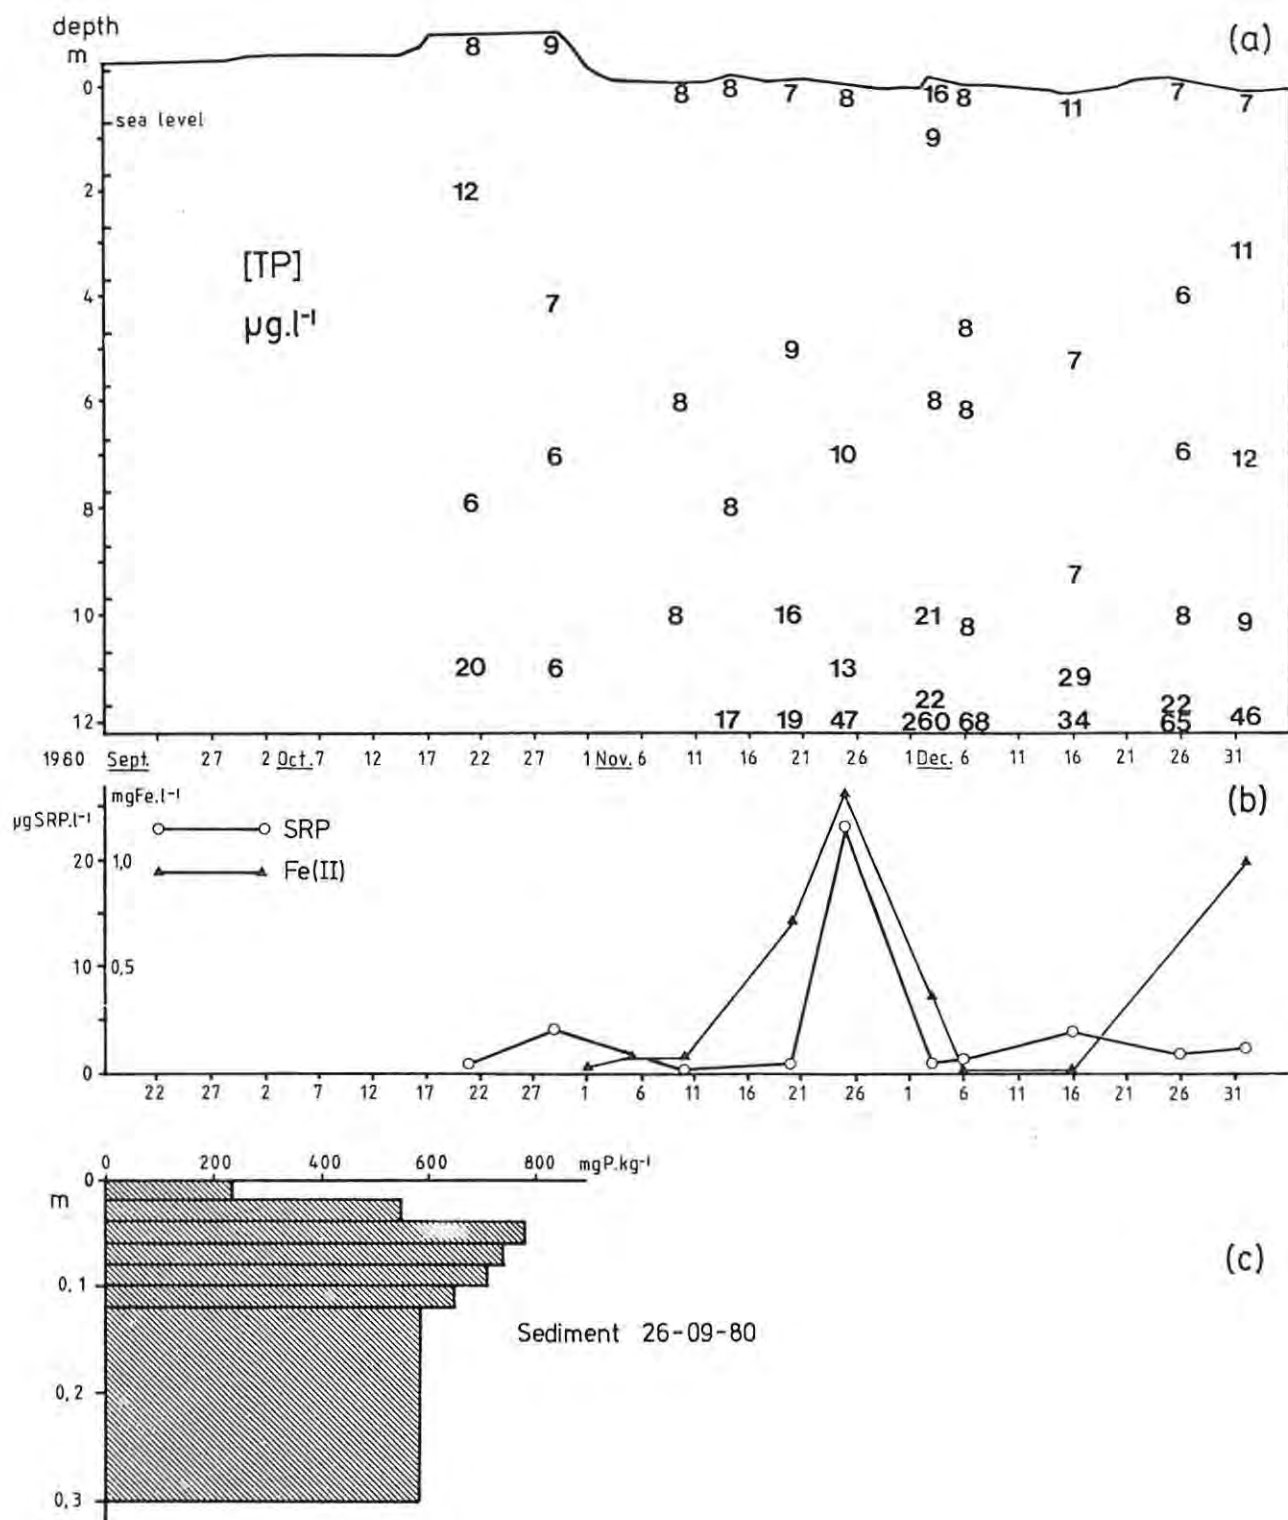 depth
m
(a)
8 9
0
8 8 7 8 16 8 11 7 7
sea level
9
2
12
[TP]
µg.l⁻¹
11
4
7
6
8
9
7
6
8
8 8
6
10
6
12
6
8
8
7
10
8
16
21
8
8
9
20
6
13
29
22
22
12
17 19 47 260 68 34 65 46
1980 Sept. 27 2 Oct. 7 12 17 22 27 1 Nov. 6 11 16 21 26 1 Dec. 6 11 16 21 26 31
(b)
µgSRP.l⁻¹
mgFe.l⁻¹
SRP
20
1,0
Fe(II)
10
0,5
0
22 27 2 7 12 17 22 27 1 6 11 16 21 26 1 6 11 16 21 26 31
0 200 400 600 800 mgP.kg⁻¹
0
m
(c)
0,1
Sediment 26-09-80
0,2
0,3